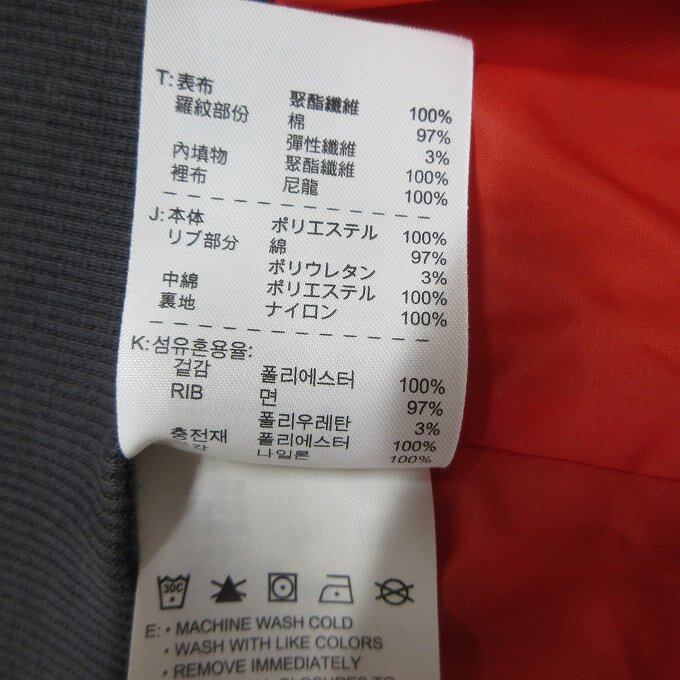 T: 表布 聚酯纖維 100%
羅紋部份 棉 97%
彈性纖維 3%
內填物 聚酯纖維 100%
裡布 尼龍 100%
J: 本体 ポリエステル 100%
リブ部分 綿 97%
ポリウレタン 3%
中綿 ポリエステル 100%
裏地 ナイロン 100%
K: 섬유혼용율:
겉감 폴리에스터 100%
RIB 면 97%
폴리우레탄 3%
충전재 폴리에스터 100%
나일론 100%
30C
E: • MACHINE WASH COLD
• WASH WITH LIKE COLORS
• REMOVE IMMEDIATELY